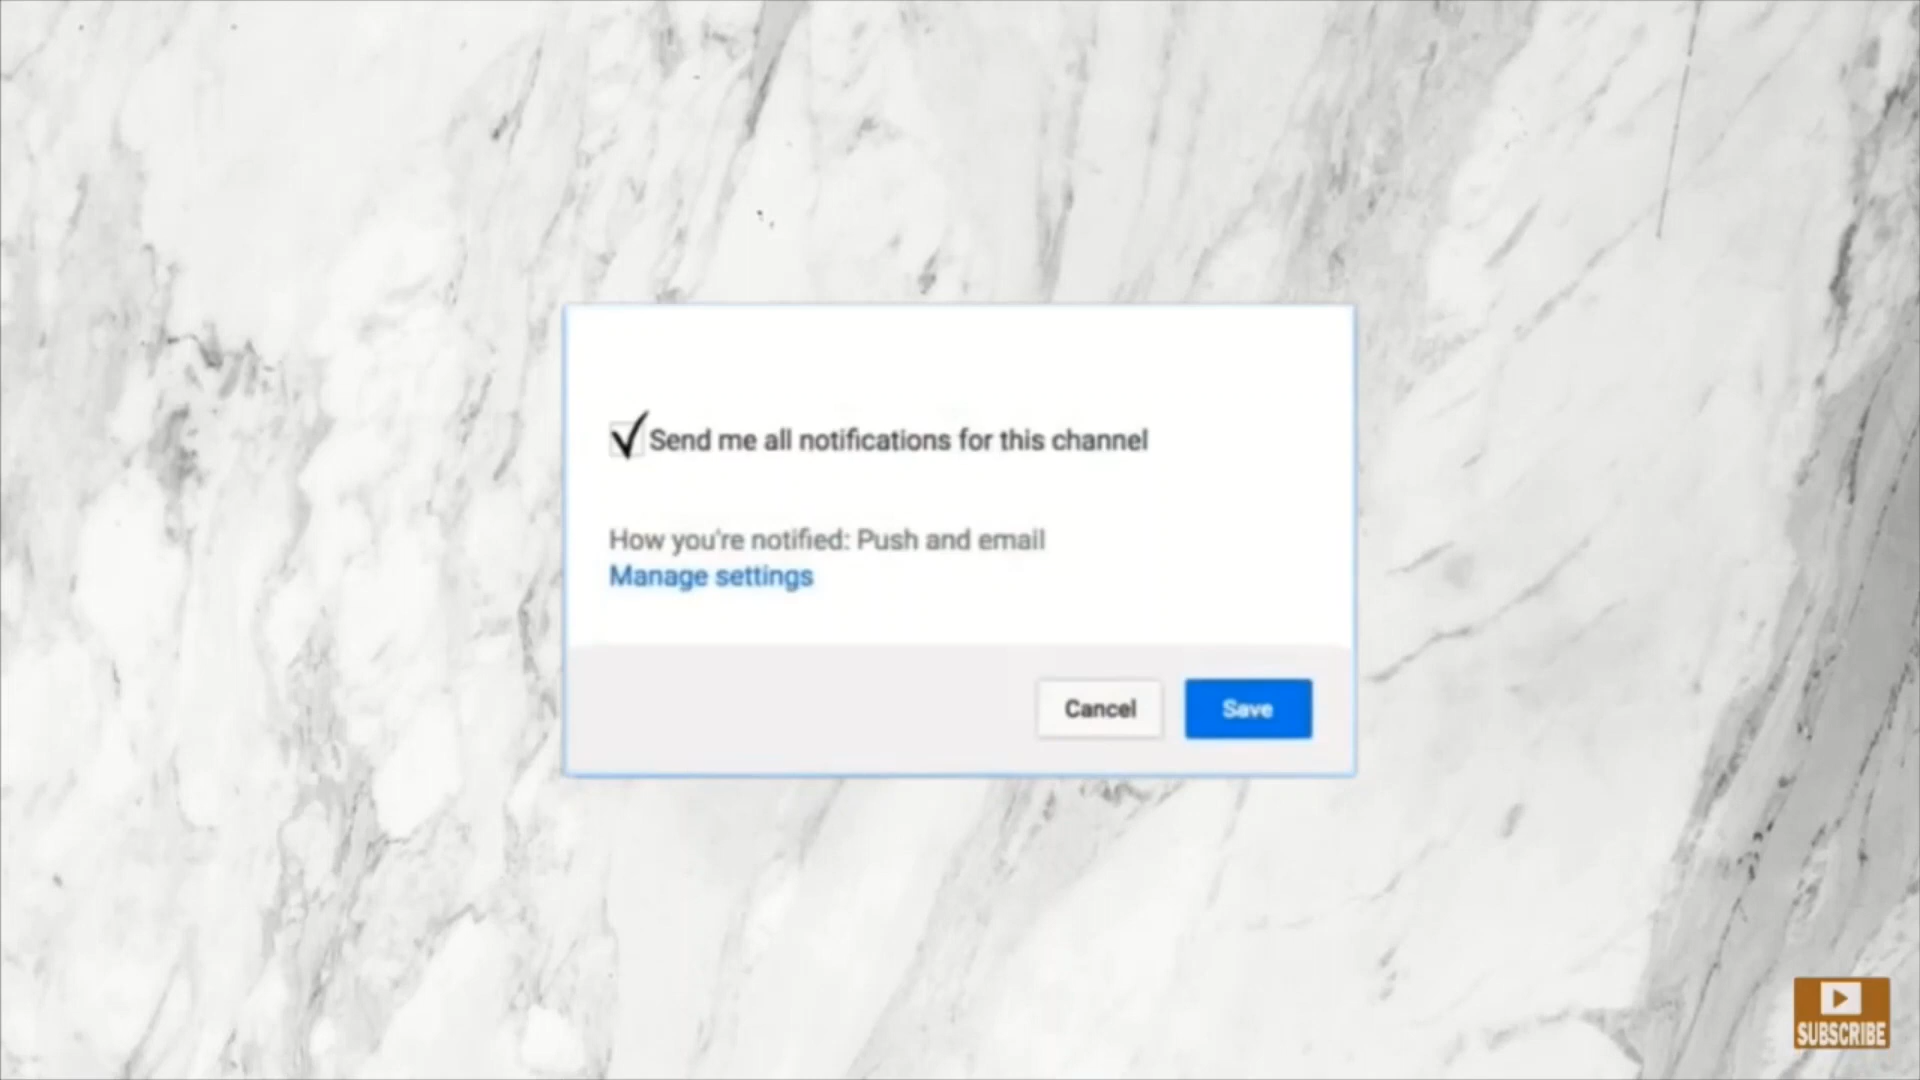 Send me all notifications for this channel
How you're notified: Push and email
Manage settings
Cancel
Save
SUBSCRIBE